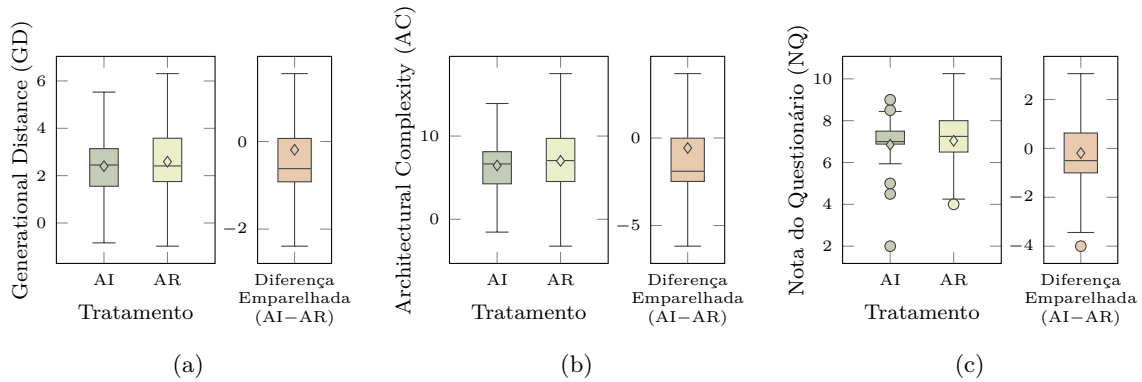 Generational Distance (GD)
6
4
2
0
AI
AR
Tratamento
0
−2
Diferença
Emparelhada
(AI−AR)
(a)
Architectural Complexity (AC)
10
0
AI
AR
Tratamento
0
−5
Diferença
Emparelhada
(AI−AR)
(b)
Nota do Questionário (NQ)
10
8
6
4
2
AI
AR
Tratamento
2
0
−2
−4
Diferença
Emparelhada
(AI−AR)
(c)